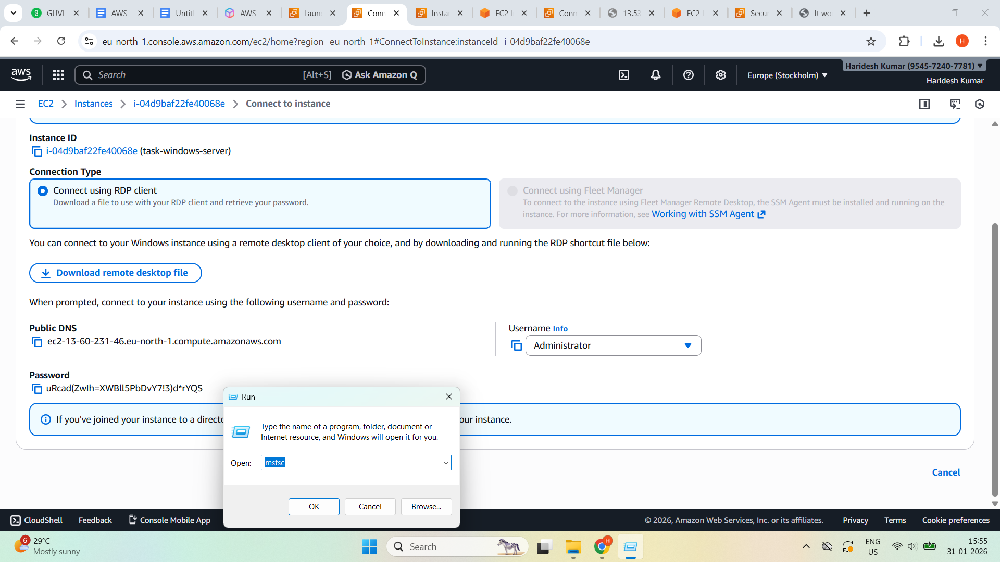 GUVI
AWS
Untitl
AWS
Laun
Conn
Insta
EC2 I
Conn
13.53
EC2 I
Secur
It wo
eu-north-1.console.aws.amazon.com/ec2/home?region=eu-north-1#ConnectToInstance:instanceId=i-04d9baf22fe40068e
H
aws
Search
[Alt+S]
Ask Amazon Q
Europe (Stockholm)
Haridesh Kumar (9545-7240-7781)
Haridesh Kumar
EC2
Instances
i-04d9baf22fe40068e
Connect to instance
Instance ID
i-04d9baf22fe40068e (task-windows-server)
Connection Type
Connect using RDP client
Download a file to use with your RDP client and retrieve your password.
Connect using Fleet Manager
To connect to the instance using Fleet Manager Remote Desktop, the SSM Agent must be installed and running on the
instance. For more information, see Working with SSM Agent
You can connect to your Windows instance using a remote desktop client of your choice, and by downloading and running the RDP shortcut file below:
Download remote desktop file
When prompted, connect to your instance using the following username and password:
Public DNS
ec2-13-60-231-46.eu-north-1.compute.amazonaws.com
Username Info
Administrator
Password
uRcad(ZwIh=XWBll5PbDvY7!3)d*rYQS
If you've joined your instance to a directo
our instance.
Run
Type the name of a program, folder, document or
Internet resource, and Windows will open it for you.
Open:
mstsc
OK
Cancel
Browse...
Cancel
CloudShell
Feedback
Console Mobile App
© 2026, Amazon Web Services, Inc. or its affiliates.
Privacy
Terms
Cookie preferences
6
29°C
Mostly sunny
Search
H
ENG
US
15:55
31-01-2026